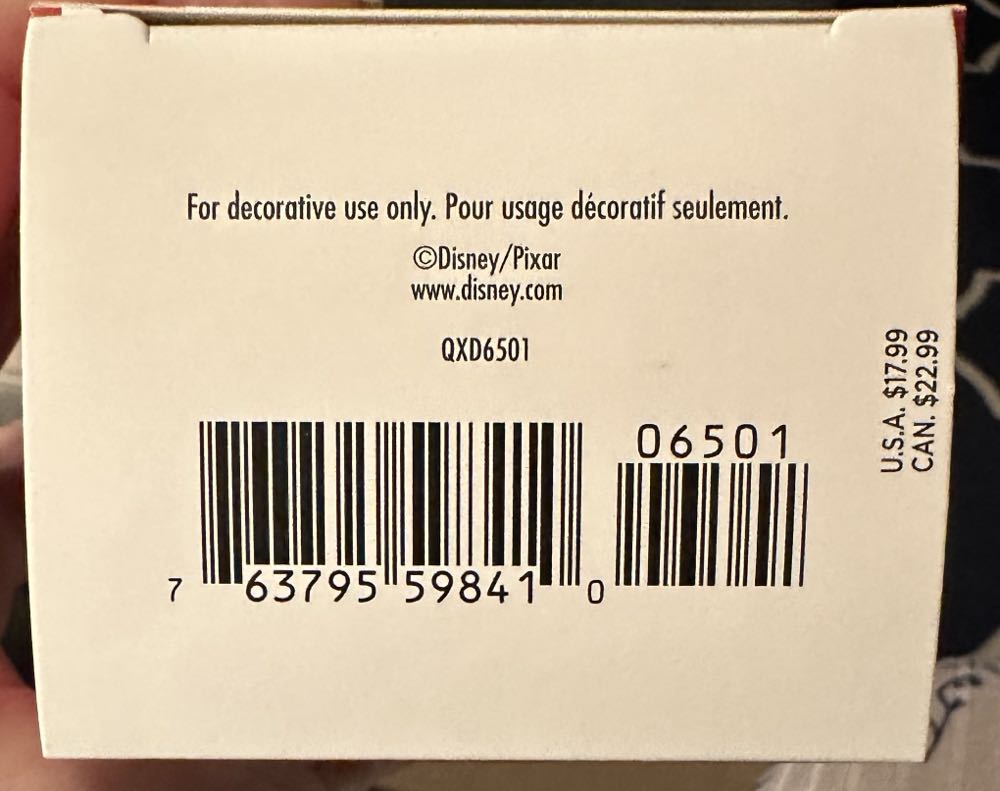 For decorative use only. Pour usage décoratif seulement.
©Disney/Pixar
www.disney.com
QXD6501
06501
7 63795 59841 0
U.S.A. $17.99
CAN. $22.99